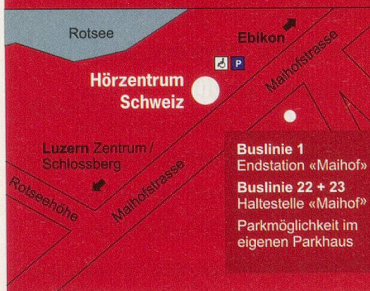 Rotsee
Ebikon
Maihofstrasse
P
Hörzentrum
Schweiz
Luzern Zentrum /
Schlossberg
Rotseehöhe
Maihofstrasse
Buslinie 1
Endstation «Maihof»
Buslinie 22 + 23
Haltestelle «Maihof»
Parkmöglichkeit im
eigenen Parkhaus